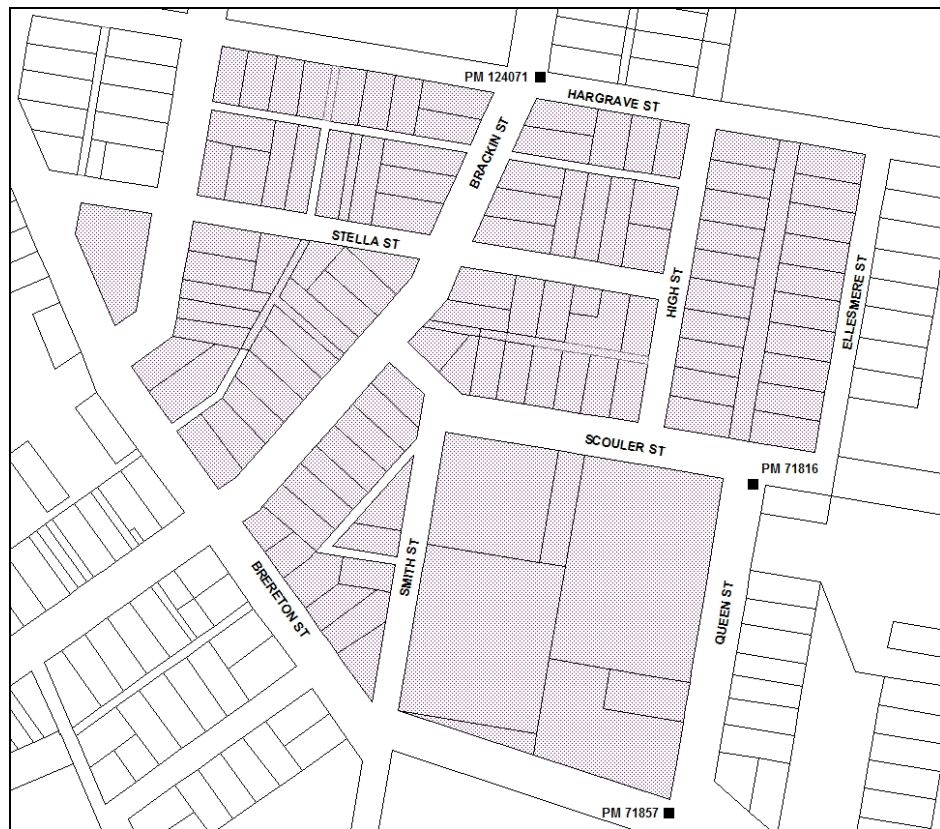 PM 124071
HARGRAVE ST
BRACKIN ST
STELLA ST
HIGH ST
ELLESMERE ST
SCOULER ST
PM 71816
SMITH ST
BRERETON ST
QUEEN ST
PM 71857